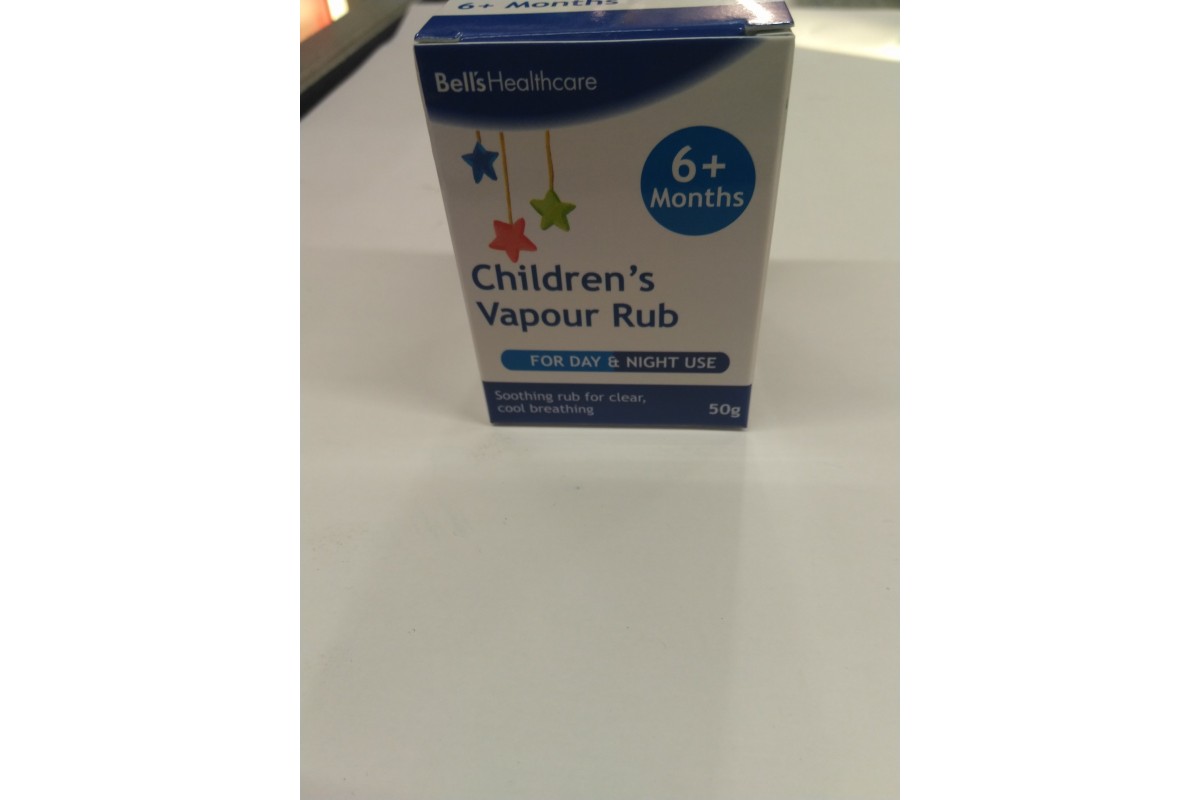 6+ Months
Bell's Healthcare
6+
Months
Children's
Vapour Rub
FOR DAY & NIGHT USE
Soothing rub for clear,
cool breathing
50g